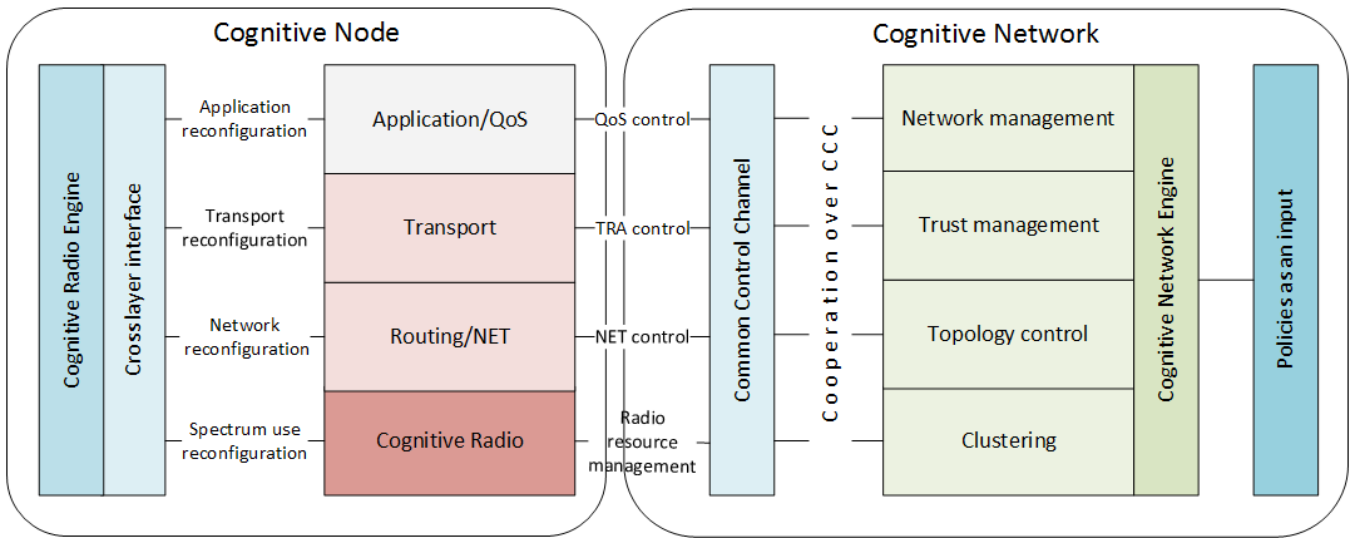 Cognitive Node
Cognitive Radio Engine
Crosslayer interface
Application
reconfiguration
Transport
reconfiguration
Network
reconfiguration
Spectrum use
reconfiguration
Application/QoS
Transport
Routing/NET
Cognitive Radio
QoS control
TRA control
NET control
Radio
resource
management
Cognitive Network
Common Control Channel
Cooperation over CCC
Network management
Trust management
Topology control
Clustering
Cognitive Network Engine
Policies as an input